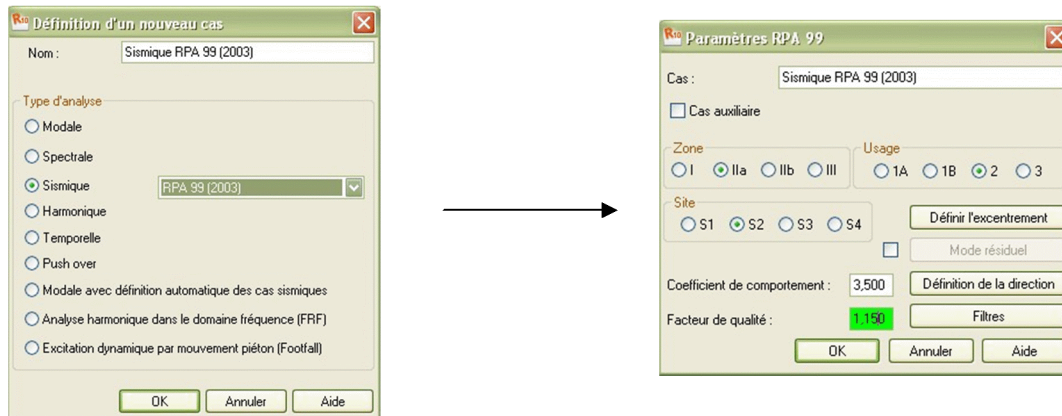 R10 Définition d'un nouveau cas
Nom : Sismique RPA 99 (2003)
Type d'analyse
Modale
Spectrale
Sismique RPA 99 (2003)
Harmonique
Temporelle
Push over
Modale avec définition automatique des cas sismiques
Analyse harmonique dans le domaine fréquence (FRF)
Excitation dynamique par mouvement piéton (Footfall)
OK Annuler Aide
R10 Paramètres RPA 99
Cas : Sismique RPA 99 (2003)
Cas auxiliaire
Zone Usage
I IIa IIb III 1A 1B 2 3
Site
S1 S2 S3 S4 Définir l'excentrement
Mode résiduel
Coefficient de comportement : 3,500 Définition de la direction
Facteur de qualité : 1,150 Filtres
OK Annuler Aide